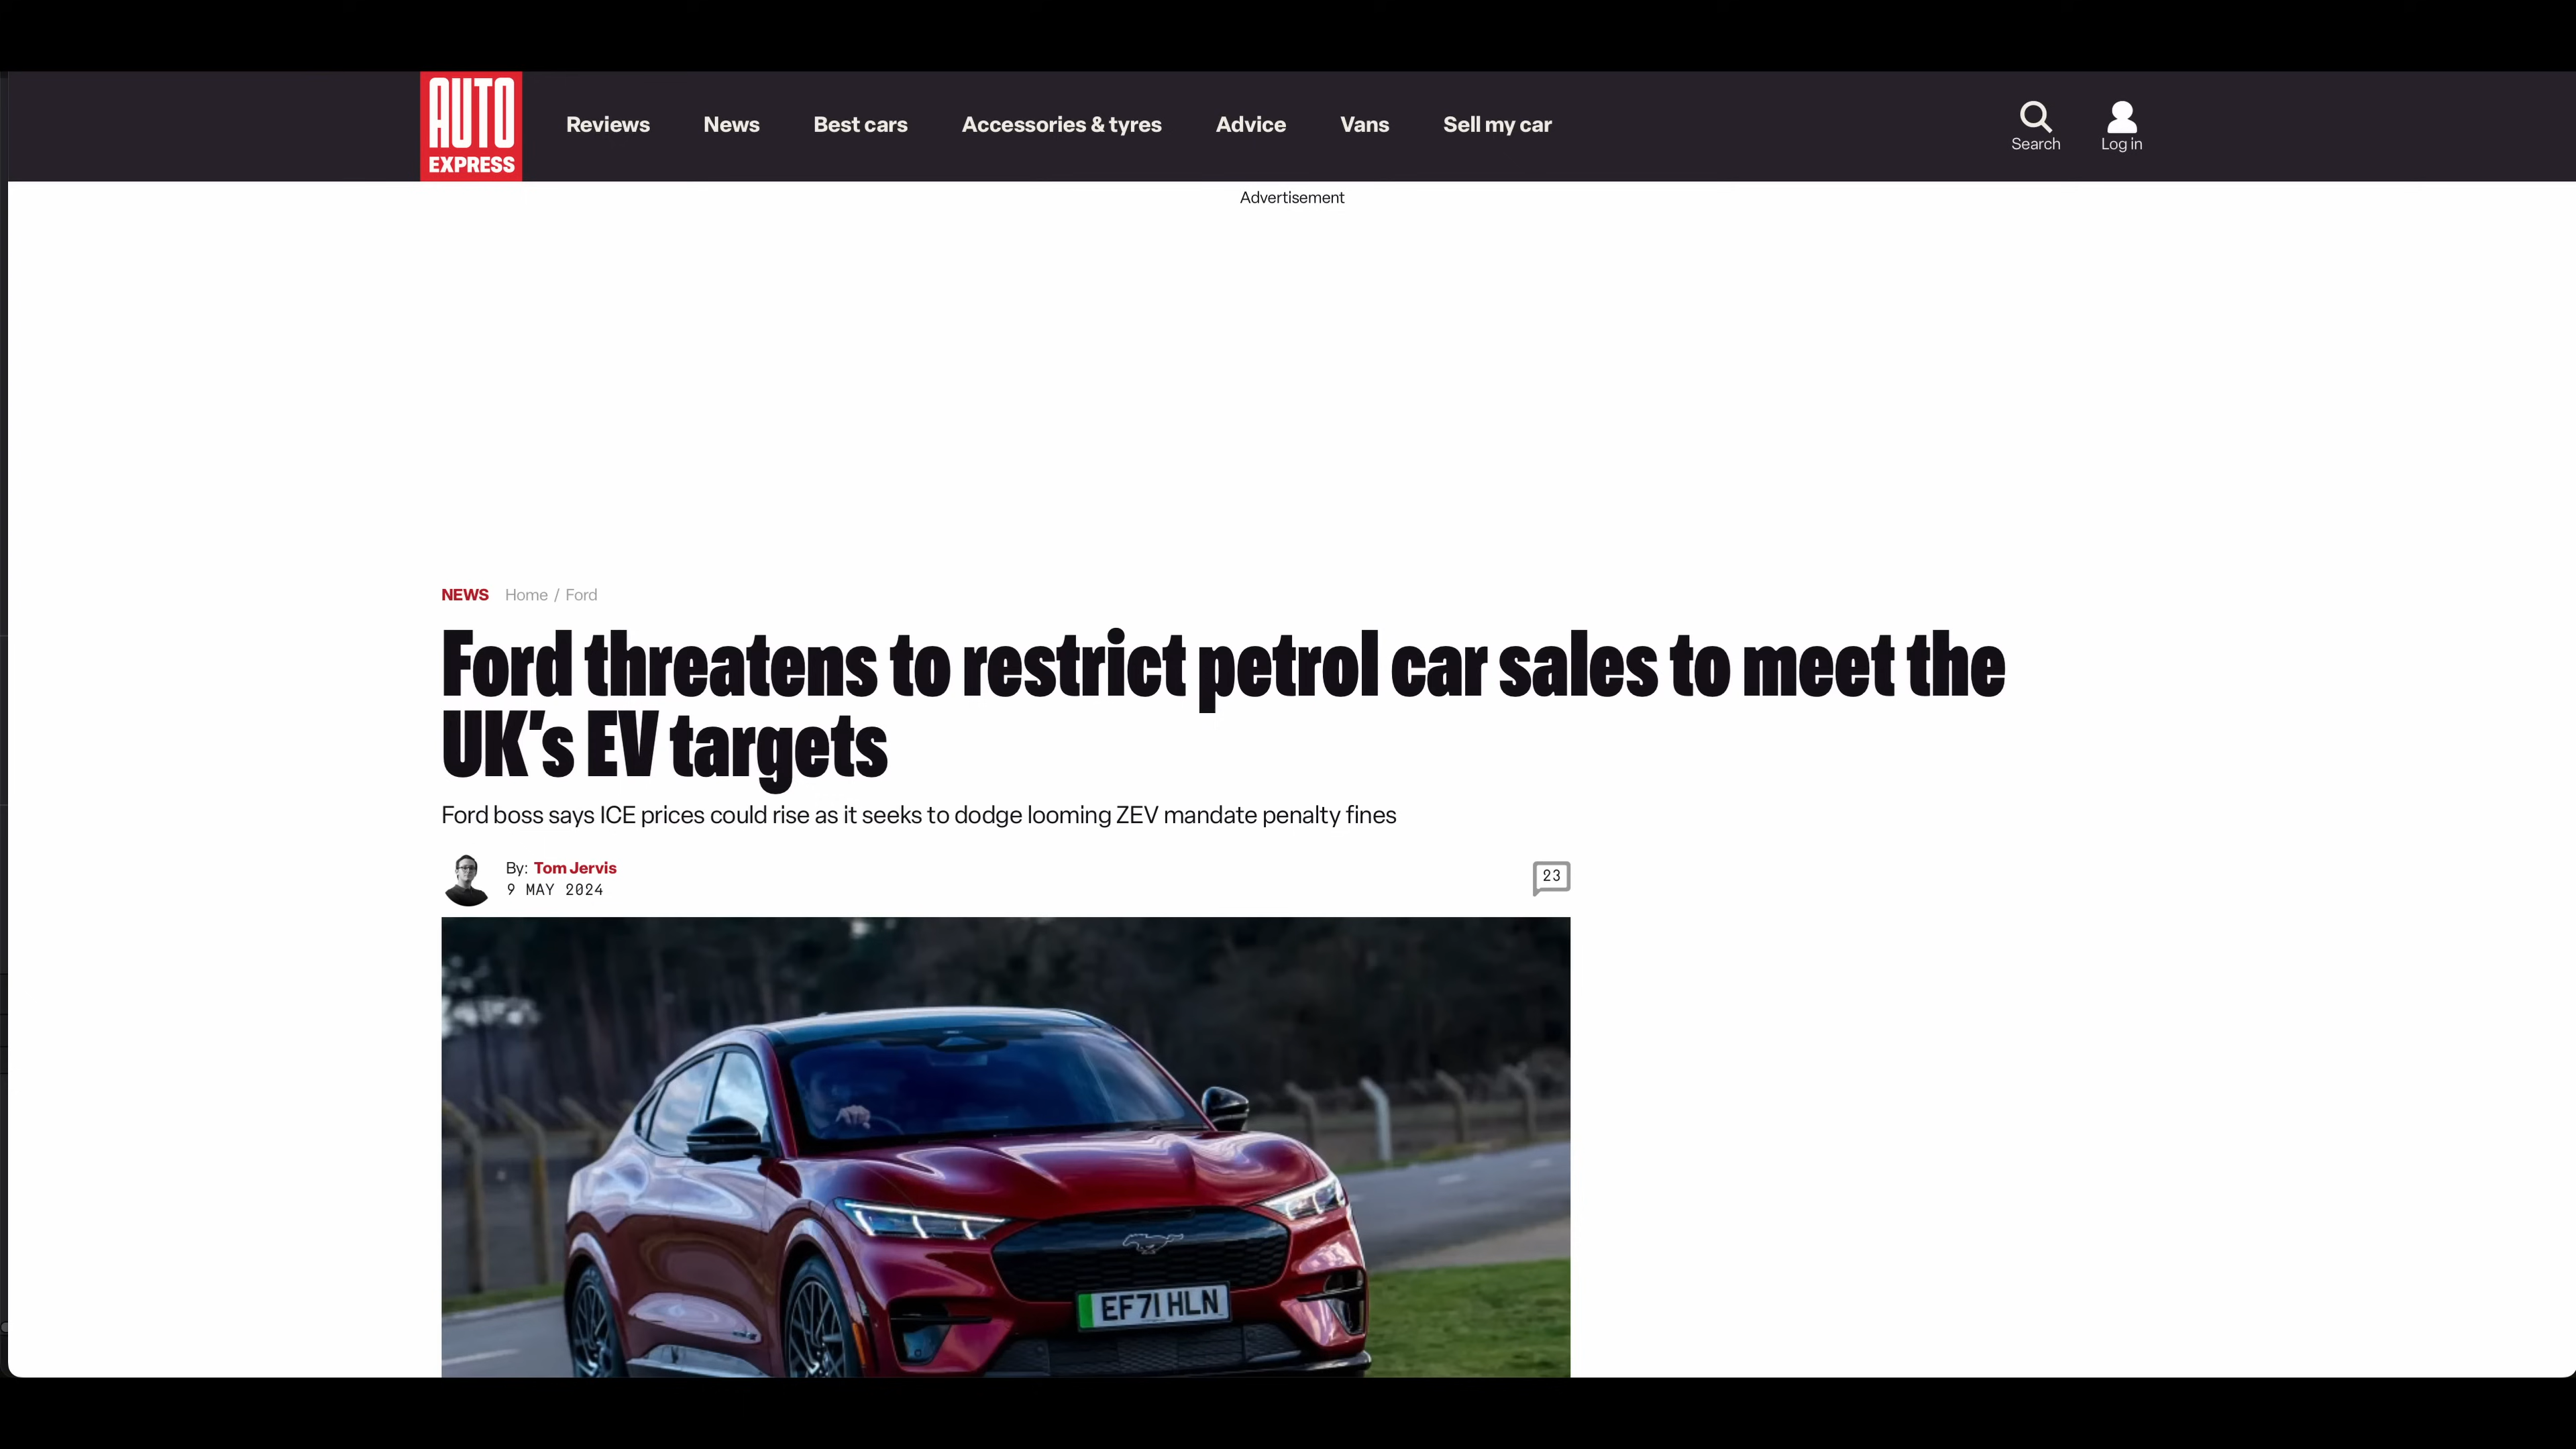 AUTO
EXPRESS
Reviews
News
Best cars
Accessories & tyres
Advice
Vans
Sell my car
Search
Log in
Advertisement
NEWS Home / Ford
Ford threatens to restrict petrol car sales to meet the
UK’s EV targets
Ford boss says ICE prices could rise as it seeks to dodge looming ZEV mandate penalty fines
By: Tom Jervis
9 MAY 2024
23
EF71 HLN